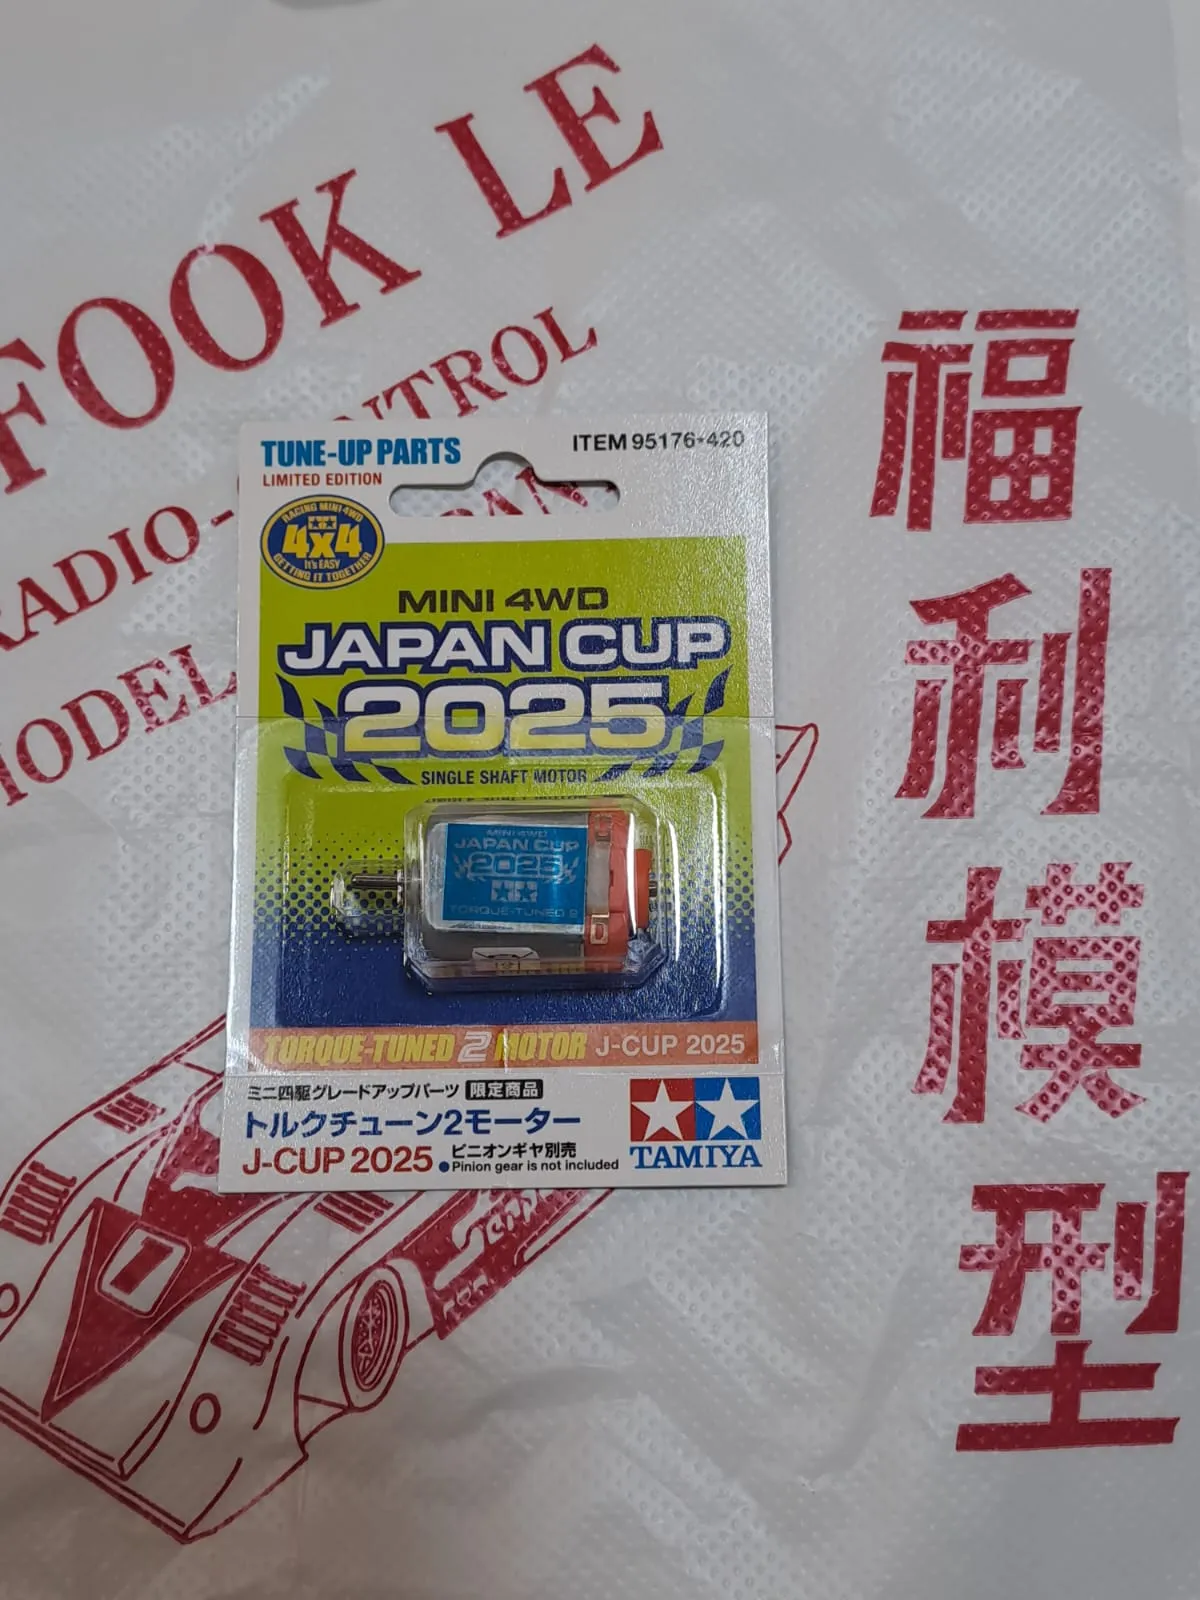 FOOK LE
RADIO-
NTROL
MODEL
福利模型
TUNE-UP PARTS
LIMITED EDITION
ITEM 95176*420
RACING MINI 4WD
4x4
It's EASY
GETTING IT TOGETHER
MINI 4WD
JAPAN CUP
2025
SINGLE SHAFT MOTOR
MINI 4WD
JAPAN CUP
2025
TORQUE-TUNED 2
TORQUE-TUNED 2 MOTOR J-CUP 2025
ミニ四駆グレードアップパーツ 限定商品
トルクチューン2モーター
J-CUP 2025
ピニオンギヤ別売
●Pinion gear is not included
TAMIYA
1